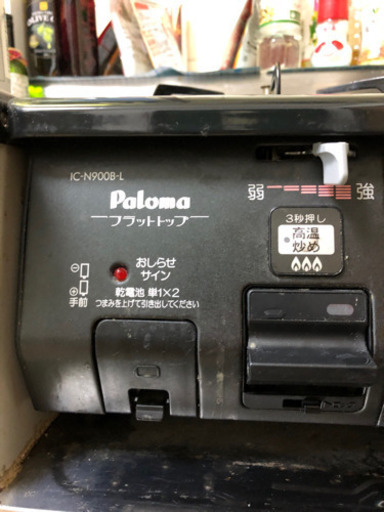 IC-N900B-L
Paloma
フラットトップ
弱 強
3秒押し
高温
炒め
おしらせ
サイン
⊖
⊕
手前
乾電池 単1×2
つまみを上げて引き出してください